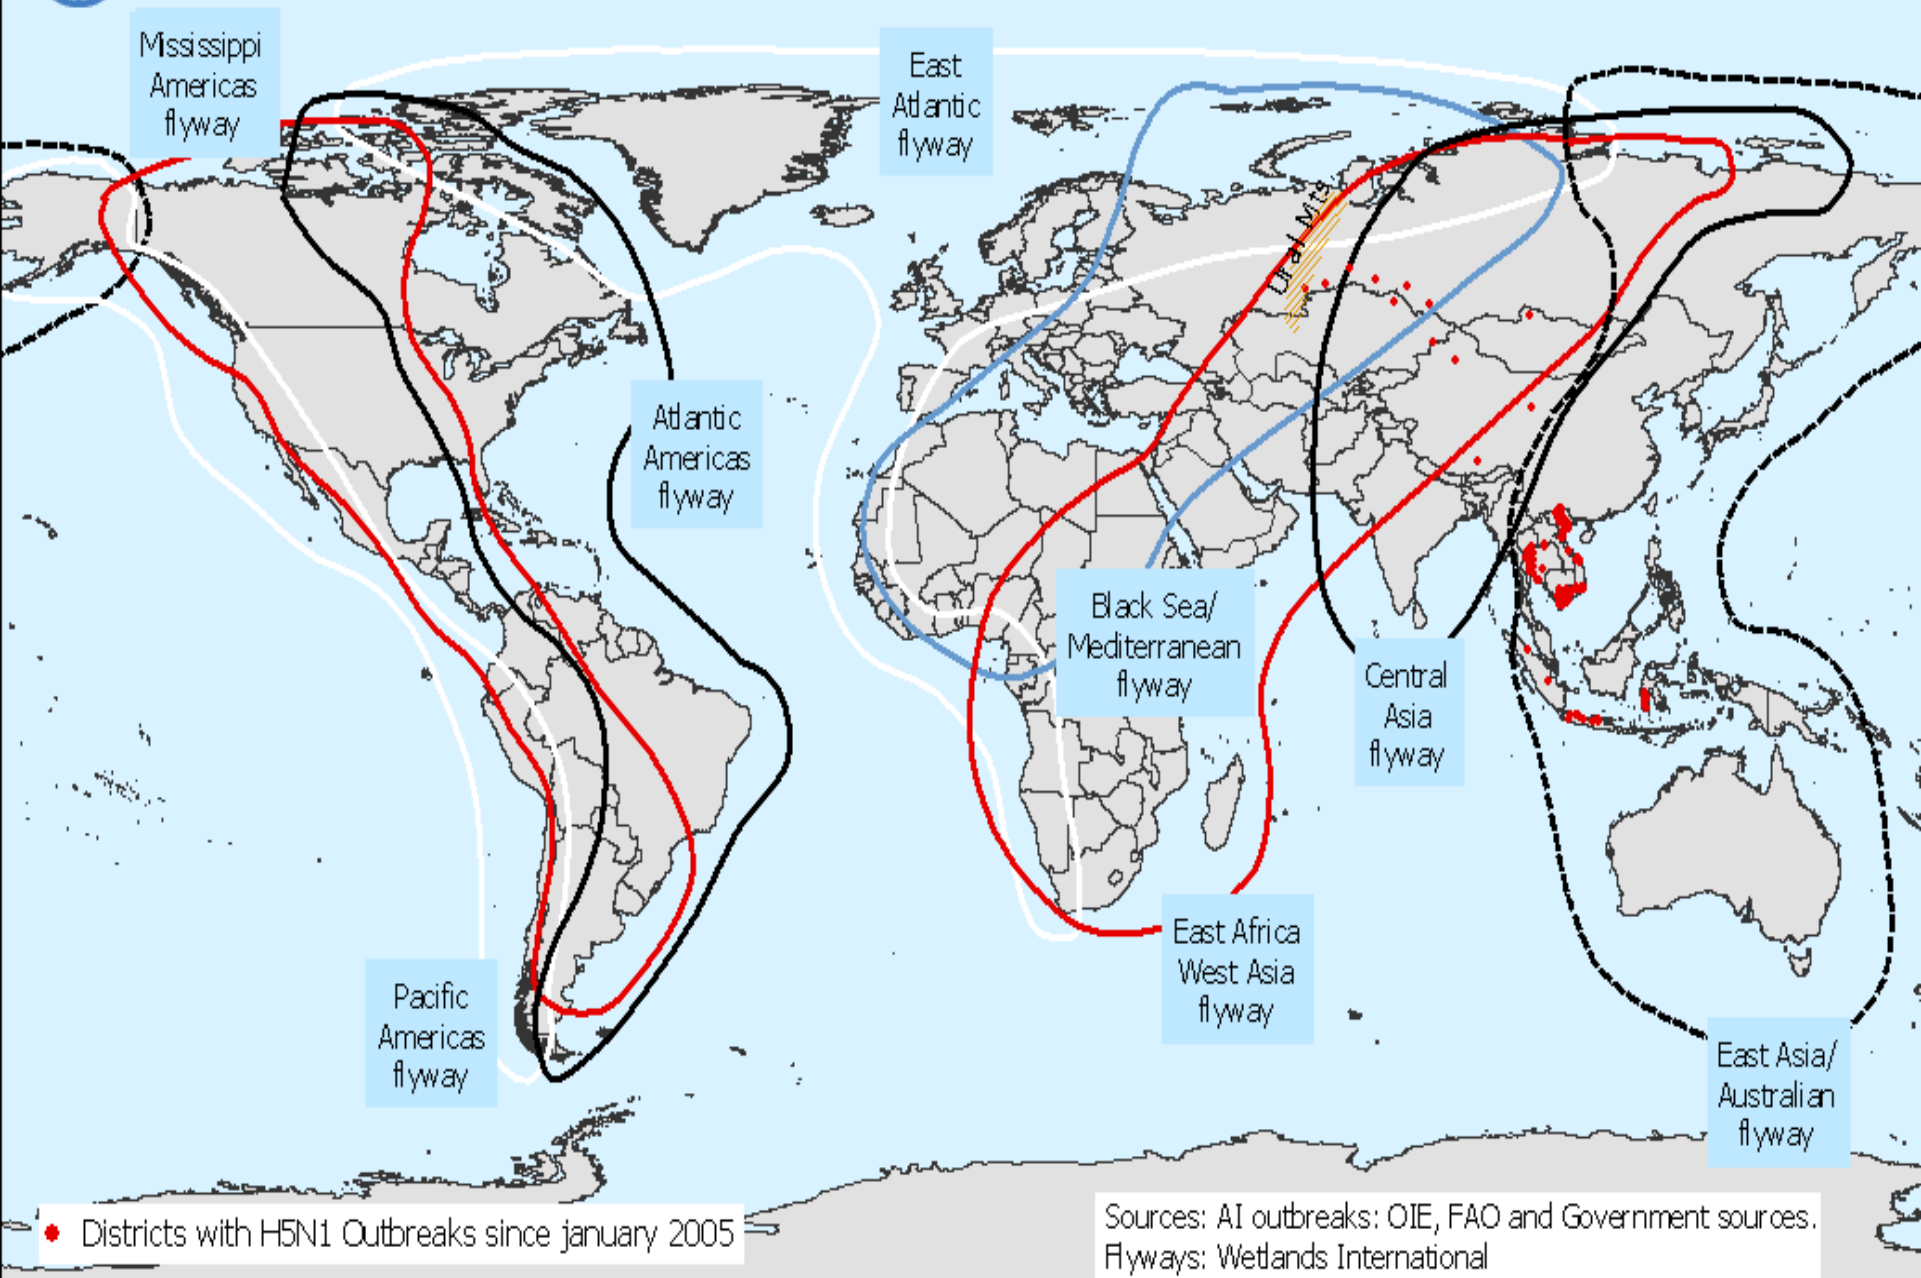 Mississippi
Americas
flyway
East
Atlantic
flyway
Ural Mts
Atlantic
Americas
flyway
Black Sea/
Mediterranean
flyway
Central
Asia
flyway
East Africa
West Asia
flyway
Pacific
Americas
flyway
East Asia/
Australian
flyway
Districts with H5N1 Outbreaks since january 2005
Sources: AI outbreaks: OIE, FAO and Government sources.
Flyways: Wetlands International